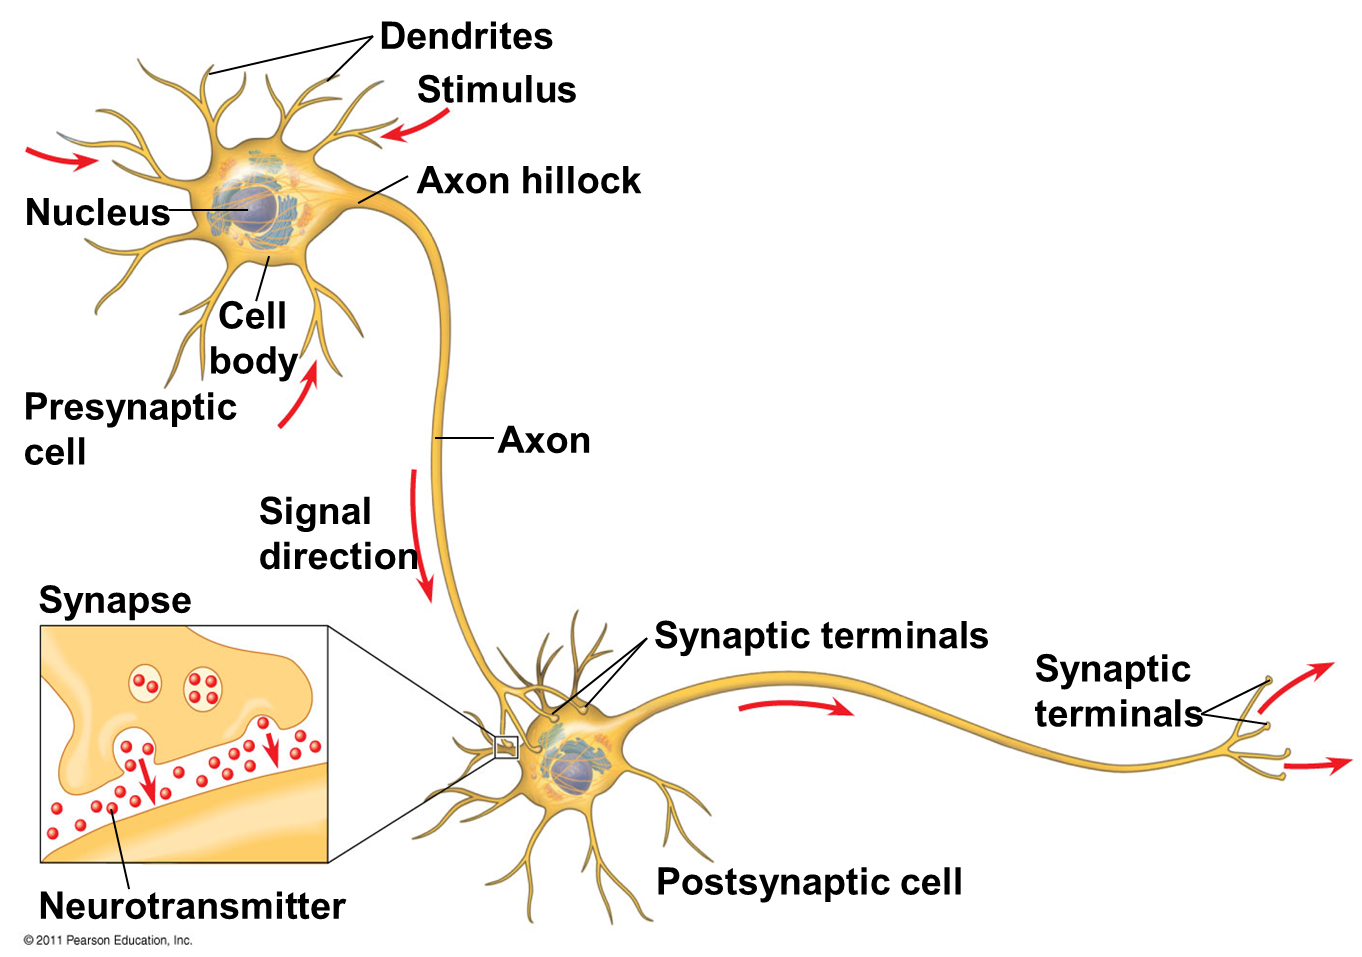 Dendrites
Stimulus
Axon hillock
Nucleus
Cell
body
Presynaptic
cell
Axon
Signal
direction
Synapse
Synaptic terminals
Synaptic
terminals
Postsynaptic cell
Neurotransmitter
© 2011 Pearson Education, Inc.